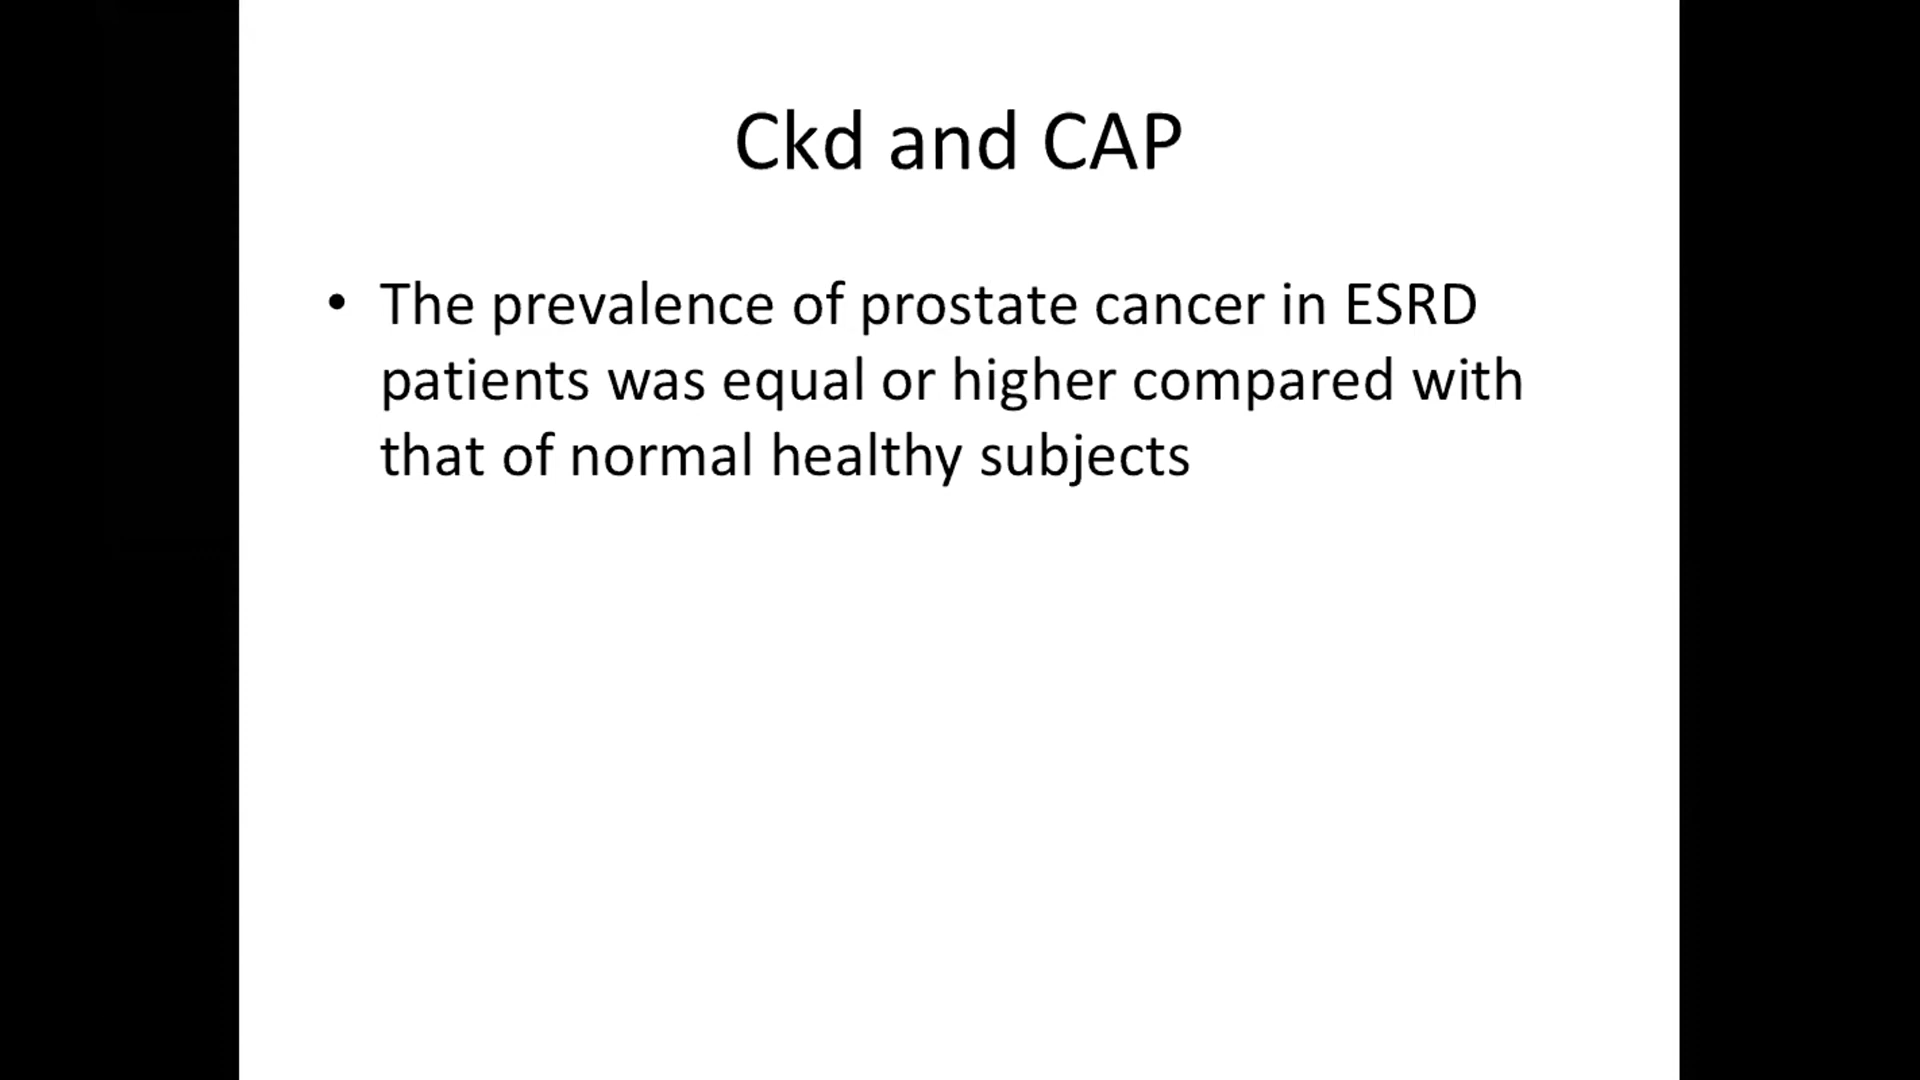 Ckd and CAP
• The prevalence of prostate cancer in ESRD
patients was equal or higher compared with
that of normal healthy subjects